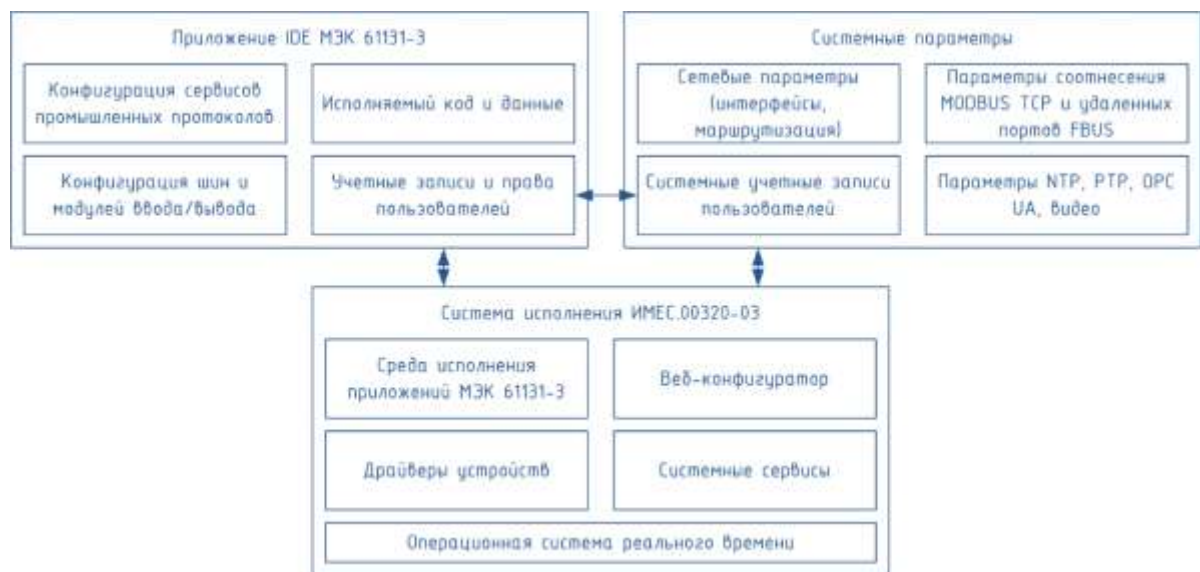 Приложение IDE МЭК 61131-3
Конфигурация сервисов
промышленных протоколов
Исполняемый код и данные
Конфигурация шин и
модулей ввода/вывода
Учетные записи и права
пользователей
Системные параметры
Сетевые параметры
(интерфейсы,
маршрутизация)
Параметры соотнесения
MODBUS TCP и удаленных
портов FBUS
Системные учетные записи
пользователей
Параметры NTP, PTP, OPC
UA, видео
Система исполнения ИМЕС.00320-03
Среда исполнения
приложений МЭК 61131-3
Веб-конфигуратор
Драйверы устройств
Системные сервисы
Операционная система реального времени